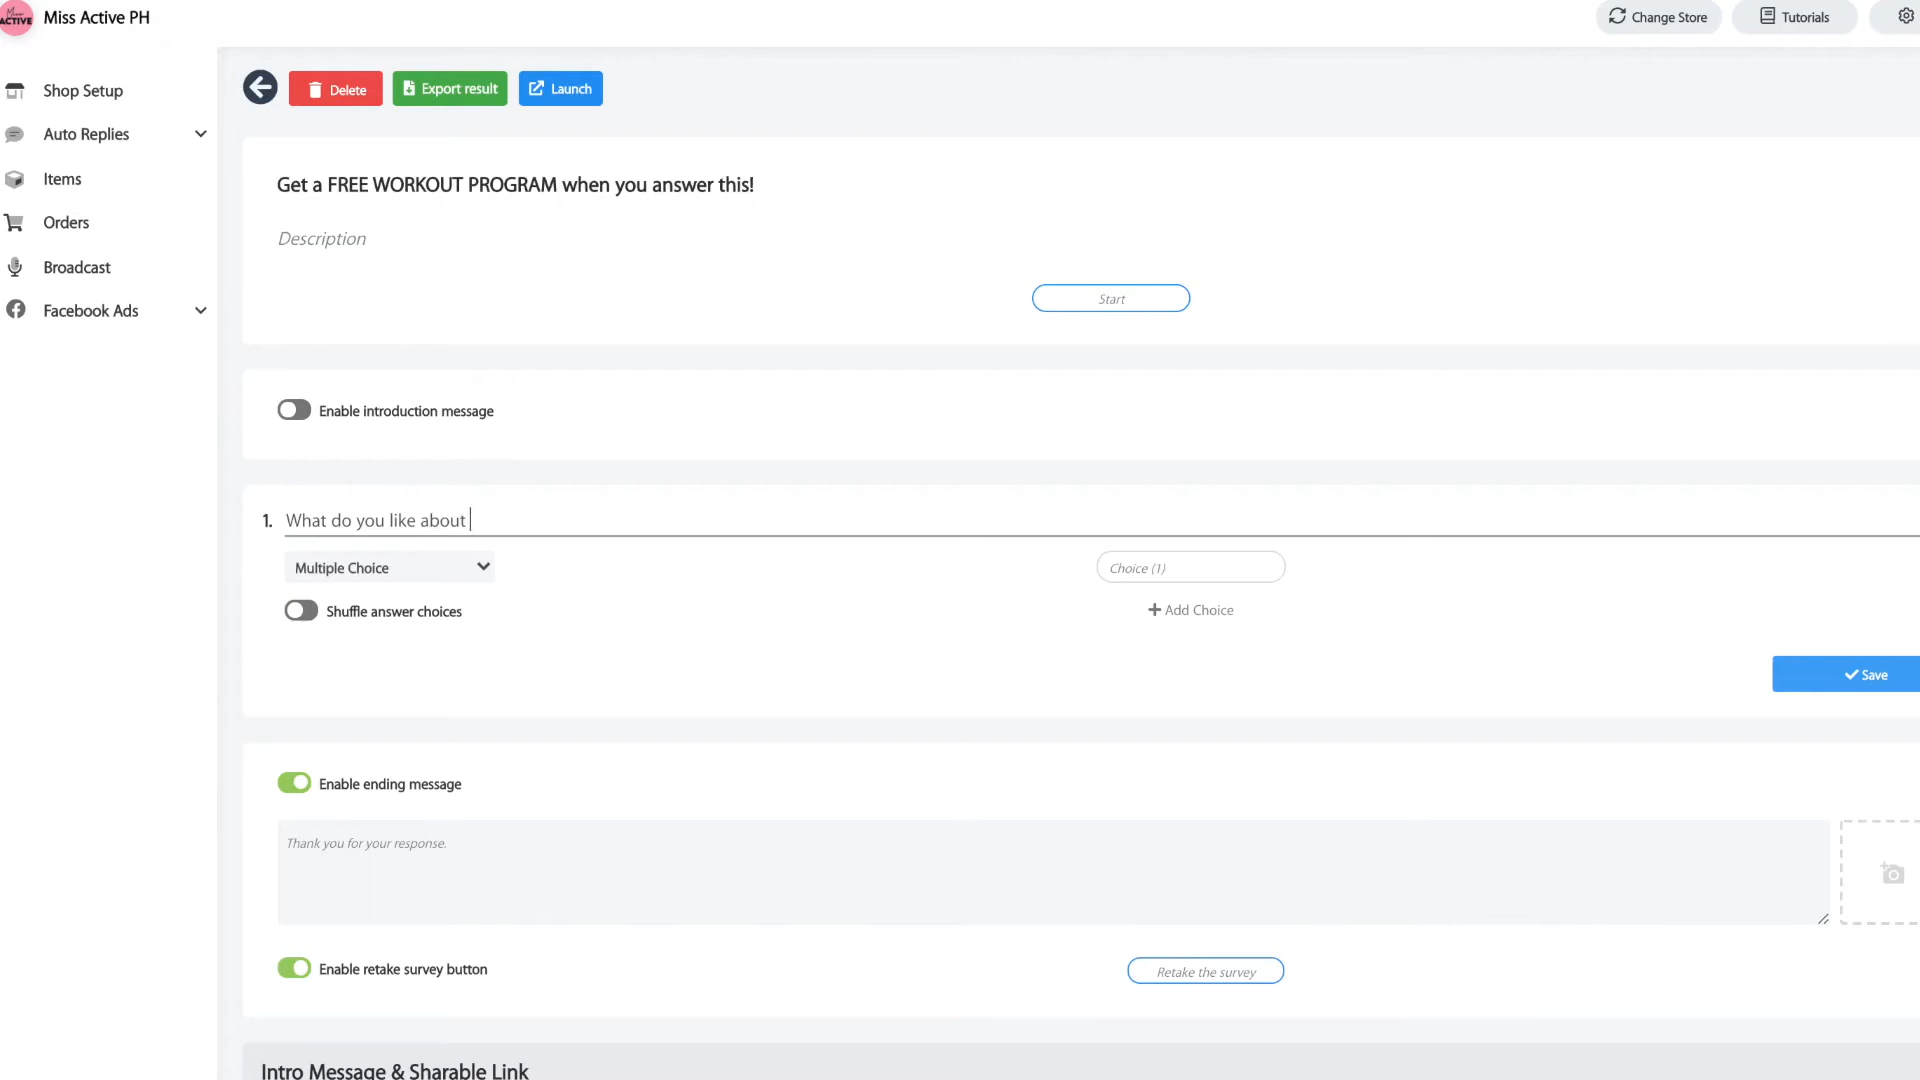 Miss
ACTIVE
Miss Active PH
Change Store
Tutorials
Shop Setup
Auto Replies
Items
Orders
Broadcast
Facebook Ads
Delete
Export result
Launch
Get a FREE WORKOUT PROGRAM when you answer this!
Description
Start
Enable introduction message
1. What do you like about
Multiple Choice
Choice (1)
Shuffle answer choices
+ Add Choice
Save
Enable ending message
Thank you for your response.
Enable retake survey button
Retake the survey
Intro Message & Sharable Link